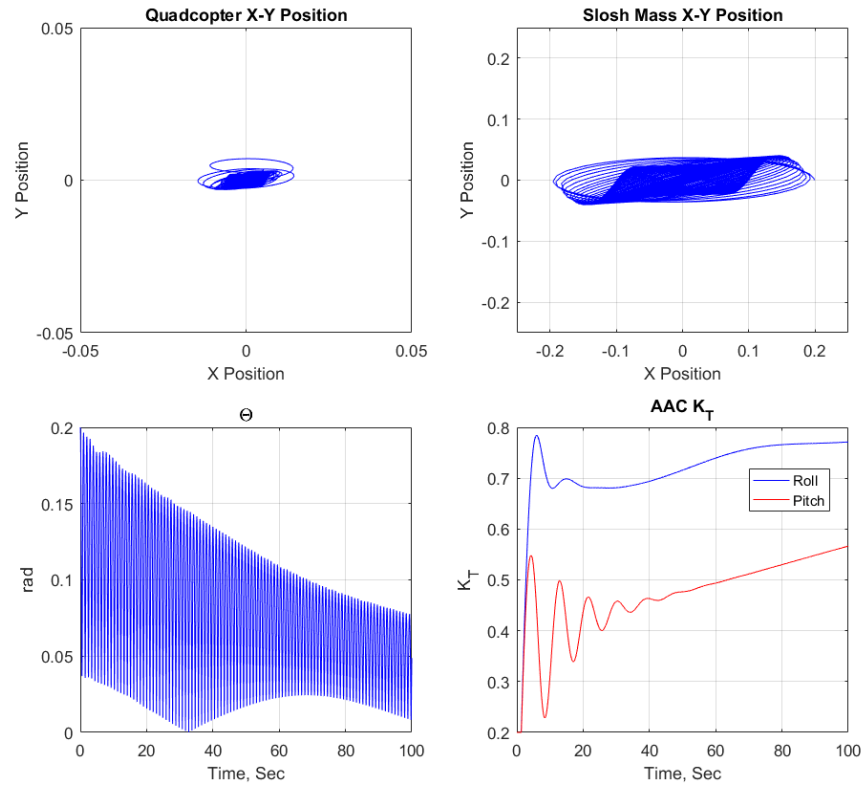 Quadcopter X-Y Position
0.05
0
-0.05
Y Position
-0.05
0
0.05
X Position
Slosh Mass X-Y Position
0.2
0.1
0
-0.1
-0.2
Y Position
-0.2
-0.1
0
0.1
0.2
X Position
Θ
0.2
0.15
0.1
0.05
0
rad
0
20
40
60
80
100
Time, Sec
AAC K_T
0.8
0.7
0.6
0.5
0.4
0.3
0.2
K_T
Roll
Pitch
0
20
40
60
80
100
Time, Sec